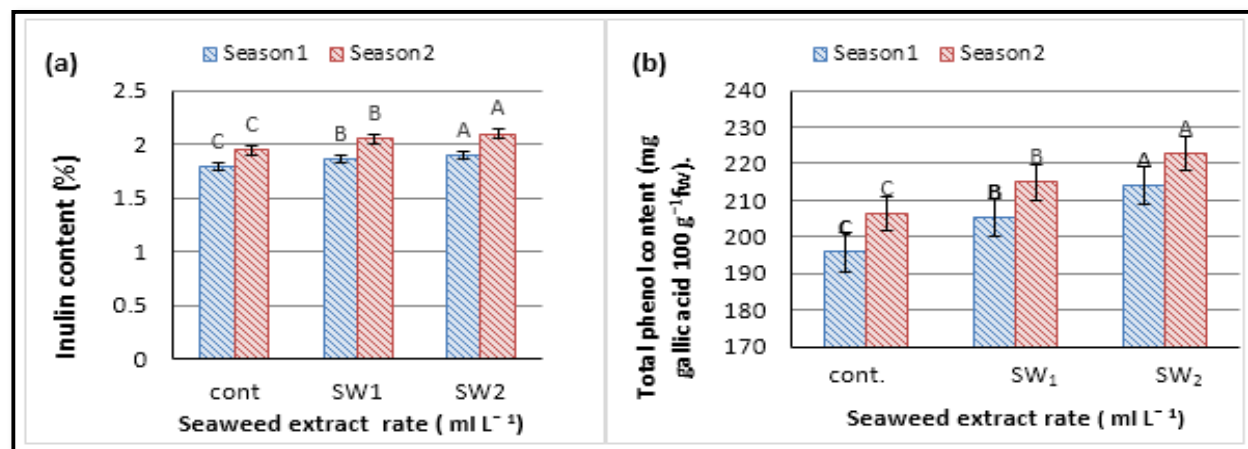 (a)
Season1 Season2
Inulin content (%)
2.5
2
1.5
1
0.5
0
C C B B A A
cont SW1 SW2
Seaweed extract rate ( ml L⁻ ¹)
(b)
Season1 Season2
Total phenol content (mg
gallic acid 100 g⁻¹fw).
240
230
220
210
200
190
180
170
C C B B A A
cont. SW₁ SW₂
Seaweed extract rate ( ml L⁻ ¹)